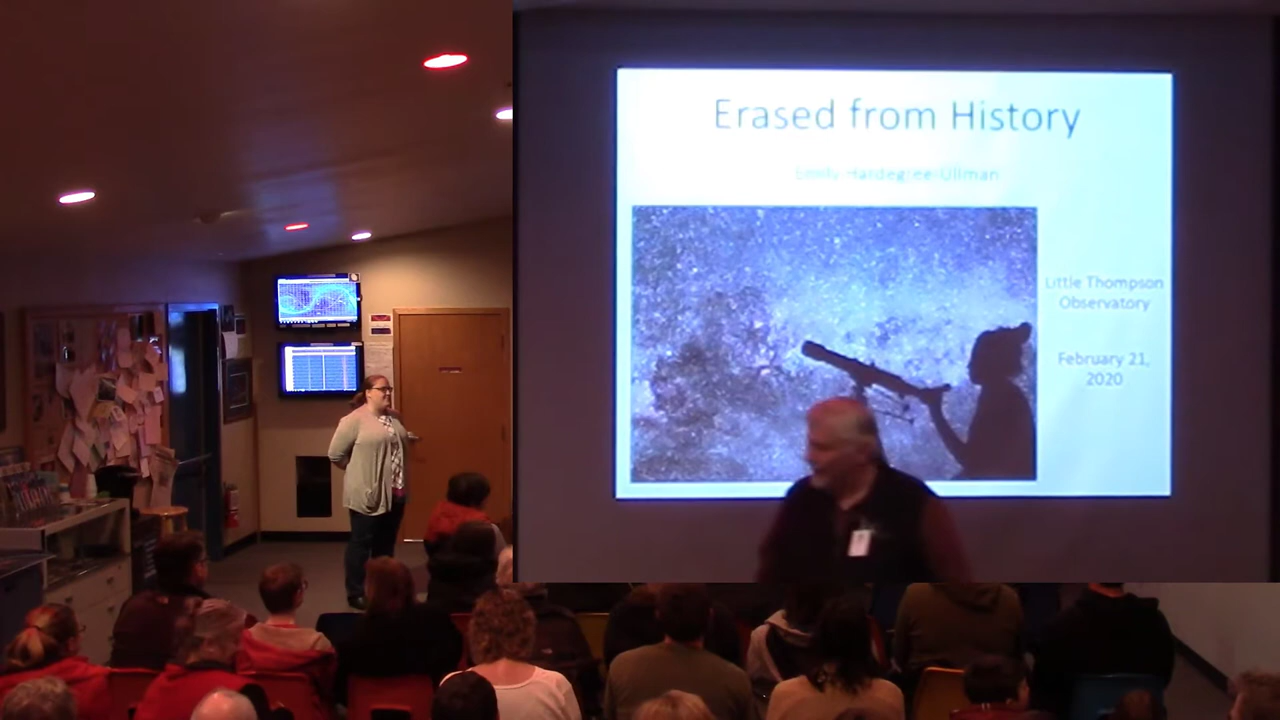 Erased from History
Emily Hardegree-Ullman
Little Thompson
Observatory
February 21,
2020